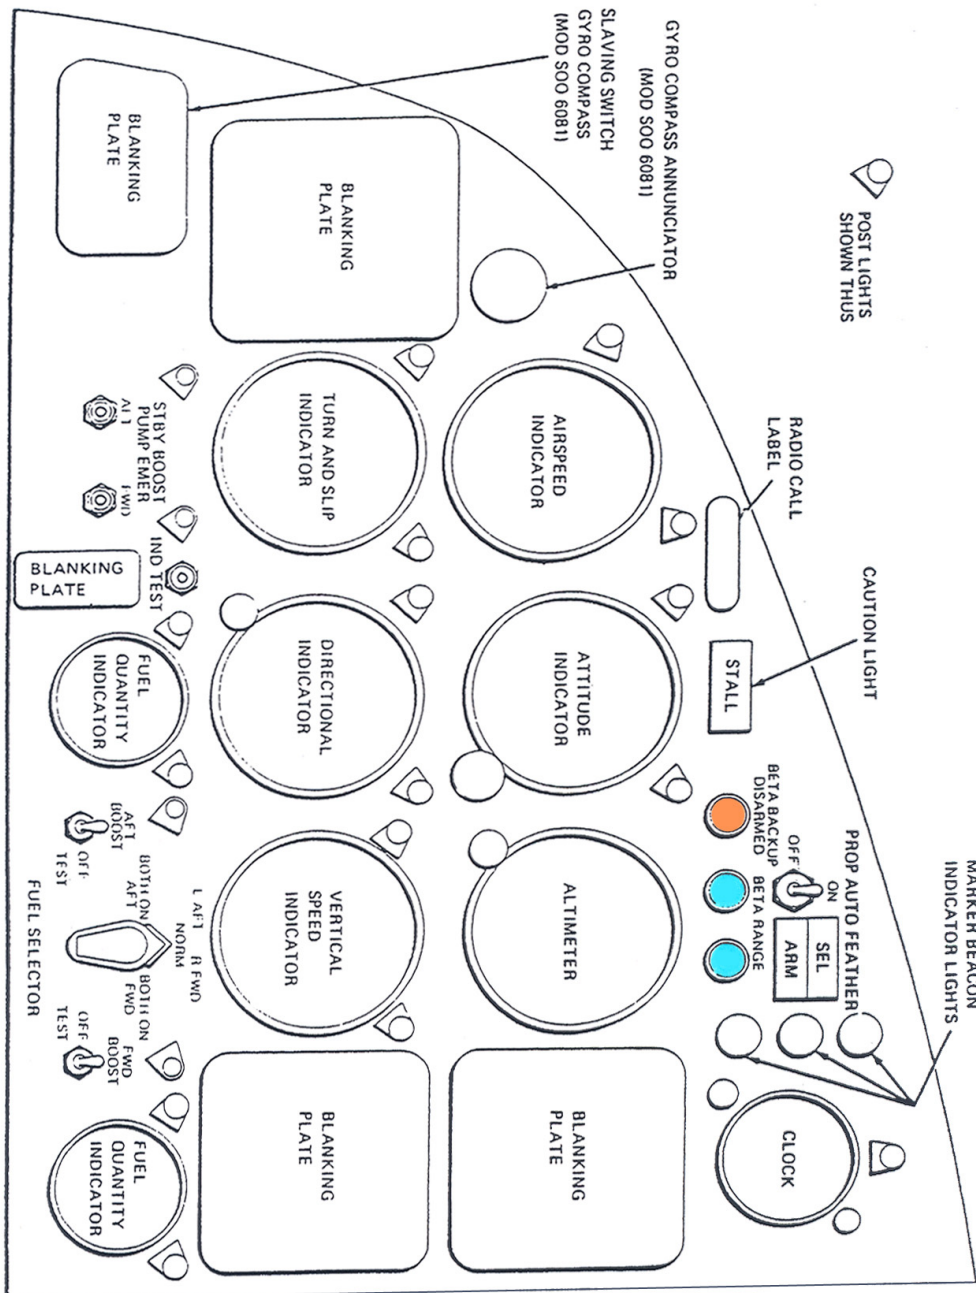 POST LIGHTS
SHOWN THUS
GYRO COMPASS ANNUNCIATOR
(MOD SOO 6081)
SLAVING SWITCH
GYRO COMPASS
(MOD SOO 6081)
RADIO CALL
LABEL
CAUTION LIGHT
MARKER BEACON
INDICATOR LIGHTS
PROP AUTO FEATHER
OFF
ON
SEL
ARM
STALL
BETA BACKUP
DISARMED
BETA RANGE
CLOCK
AIRSPEED
INDICATOR
ATTITUDE
INDICATOR
ALTIMETER
BLANKING
PLATE
BLANKING
PLATE
TURN AND SLIP
INDICATOR
DIRECTIONAL
INDICATOR
VERTICAL
SPEED
INDICATOR
BLANKING
PLATE
BLANKING
PLATE
STBY BOOST
PUMP EMER
AFT
FWD
IND TEST
BLANKING
PLATE
FUEL
QUANTITY
INDICATOR
AFT
BOOST
OFF
TEST
L AFT
R FWD
NORM
BOTH ON
AFT
BOTH ON
FWD
FUEL SELECTOR
FWD
BOOST
OFF
TEST
FUEL
QUANTITY
INDICATOR